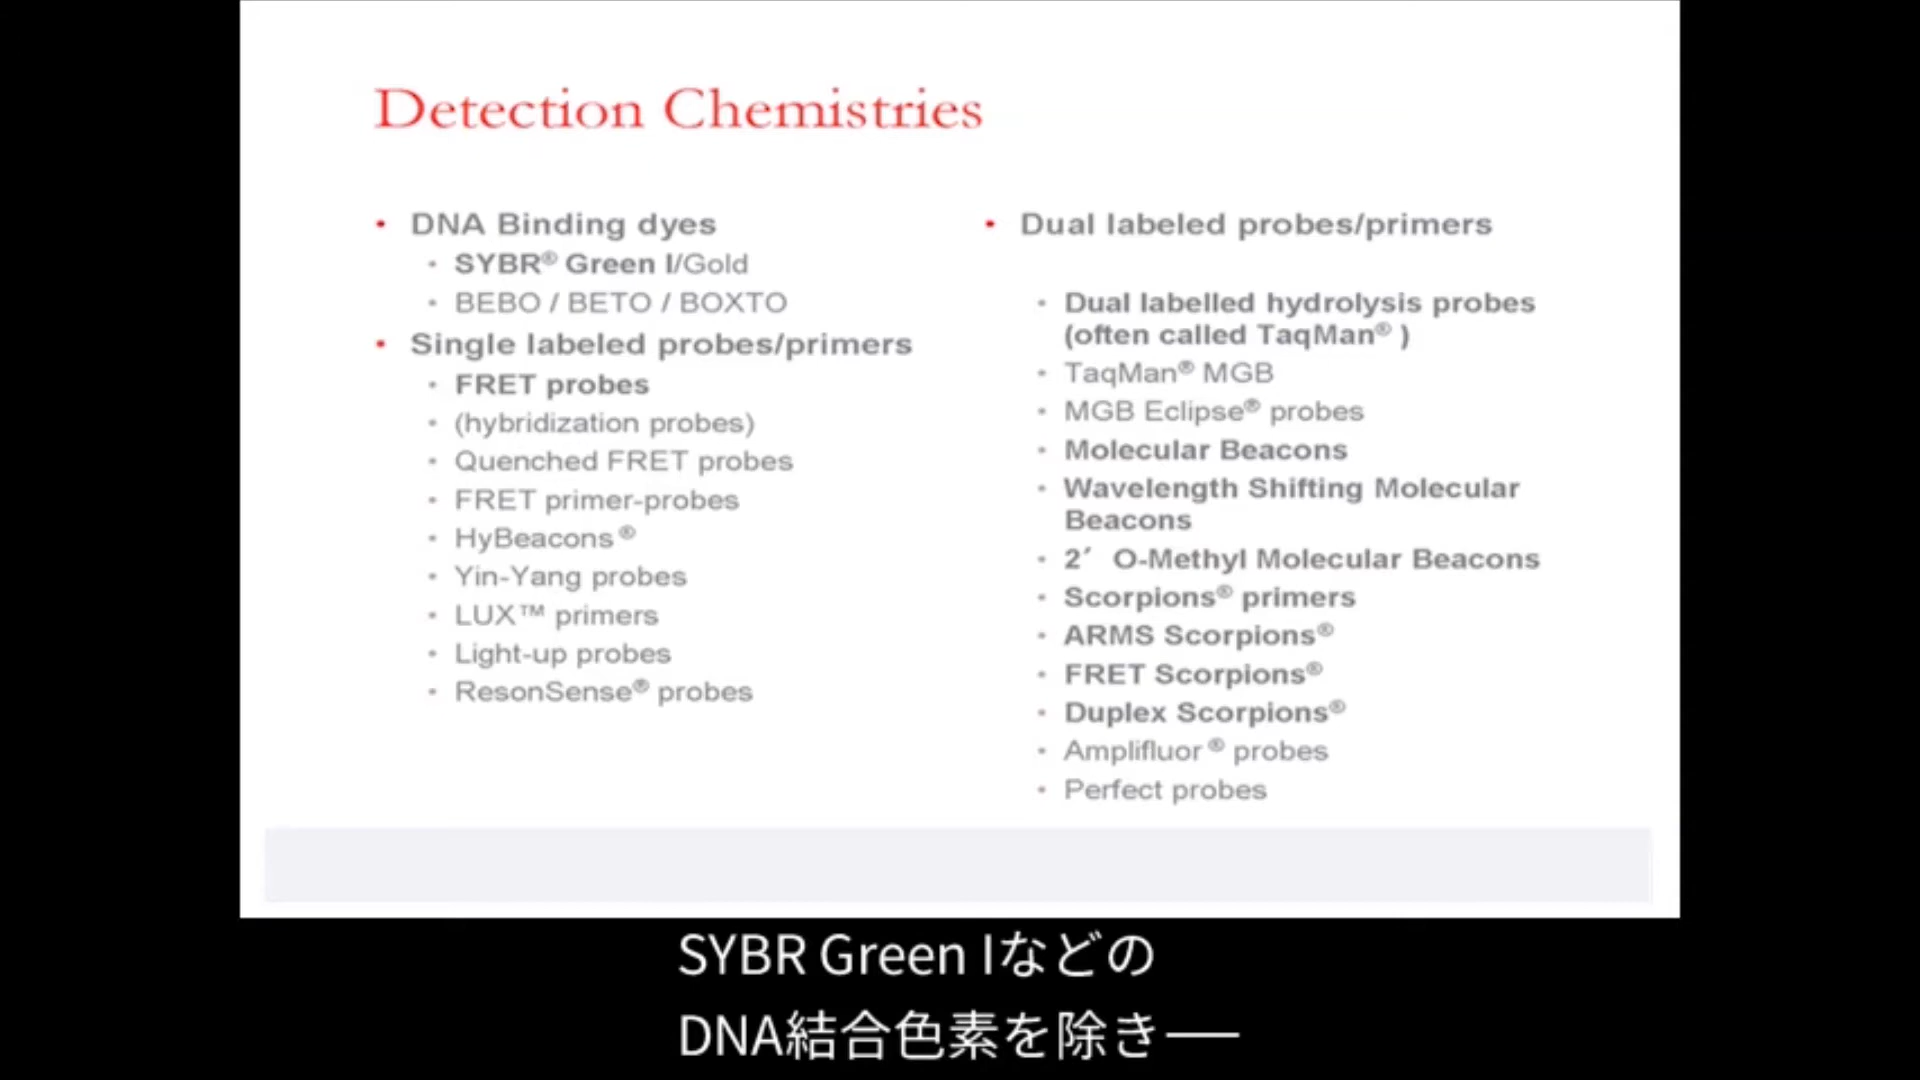 Detection Chemistries
• DNA Binding dyes
• SYBR® Green I/Gold
• BEBO / BETO / BOXTO
• Single labeled probes/primers
• FRET probes
• (hybridization probes)
• Quenched FRET probes
• FRET primer-probes
• HyBeacons ®
• Yin-Yang probes
• LUX™ primers
• Light-up probes
• ResonSense® probes
• Dual labeled probes/primers
• Dual labelled hydrolysis probes
(often called TaqMan® )
• TaqMan® MGB
• MGB Eclipse® probes
• Molecular Beacons
• Wavelength Shifting Molecular
Beacons
• 2′ O-Methyl Molecular Beacons
• Scorpions® primers
• ARMS Scorpions®
• FRET Scorpions®
• Duplex Scorpions®
• Amplifluor ® probes
• Perfect probes
SYBR Green Iなどの
DNA結合色素を除き──